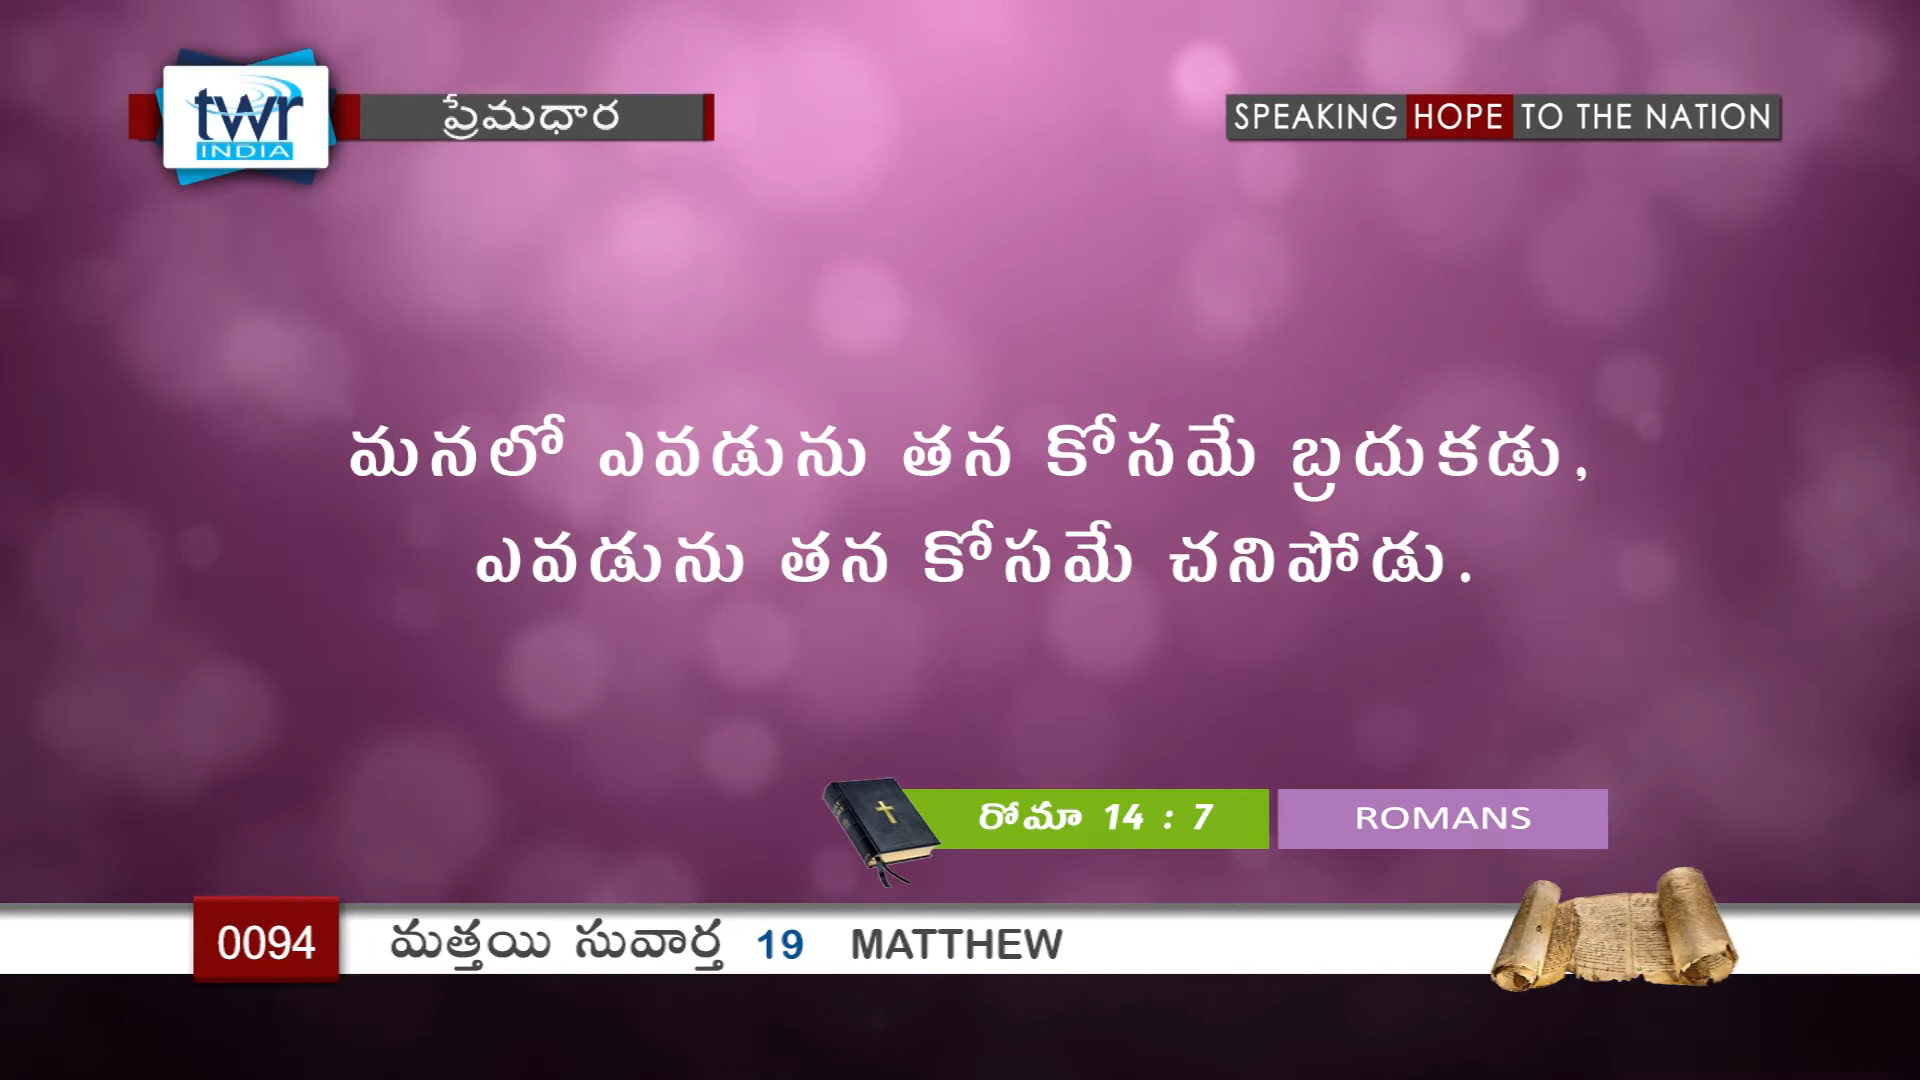 twr
INDIA
ప్రేమధార
SPEAKING HOPE TO THE NATION
మనలో ఎవడును తన కోసమే బ్రదుకడు,
ఎవడును తన కోసమే చనిపోడు.
రోమా 14 : 7
ROMANS
0094
మత్తయి సువార్త 19 MATTHEW